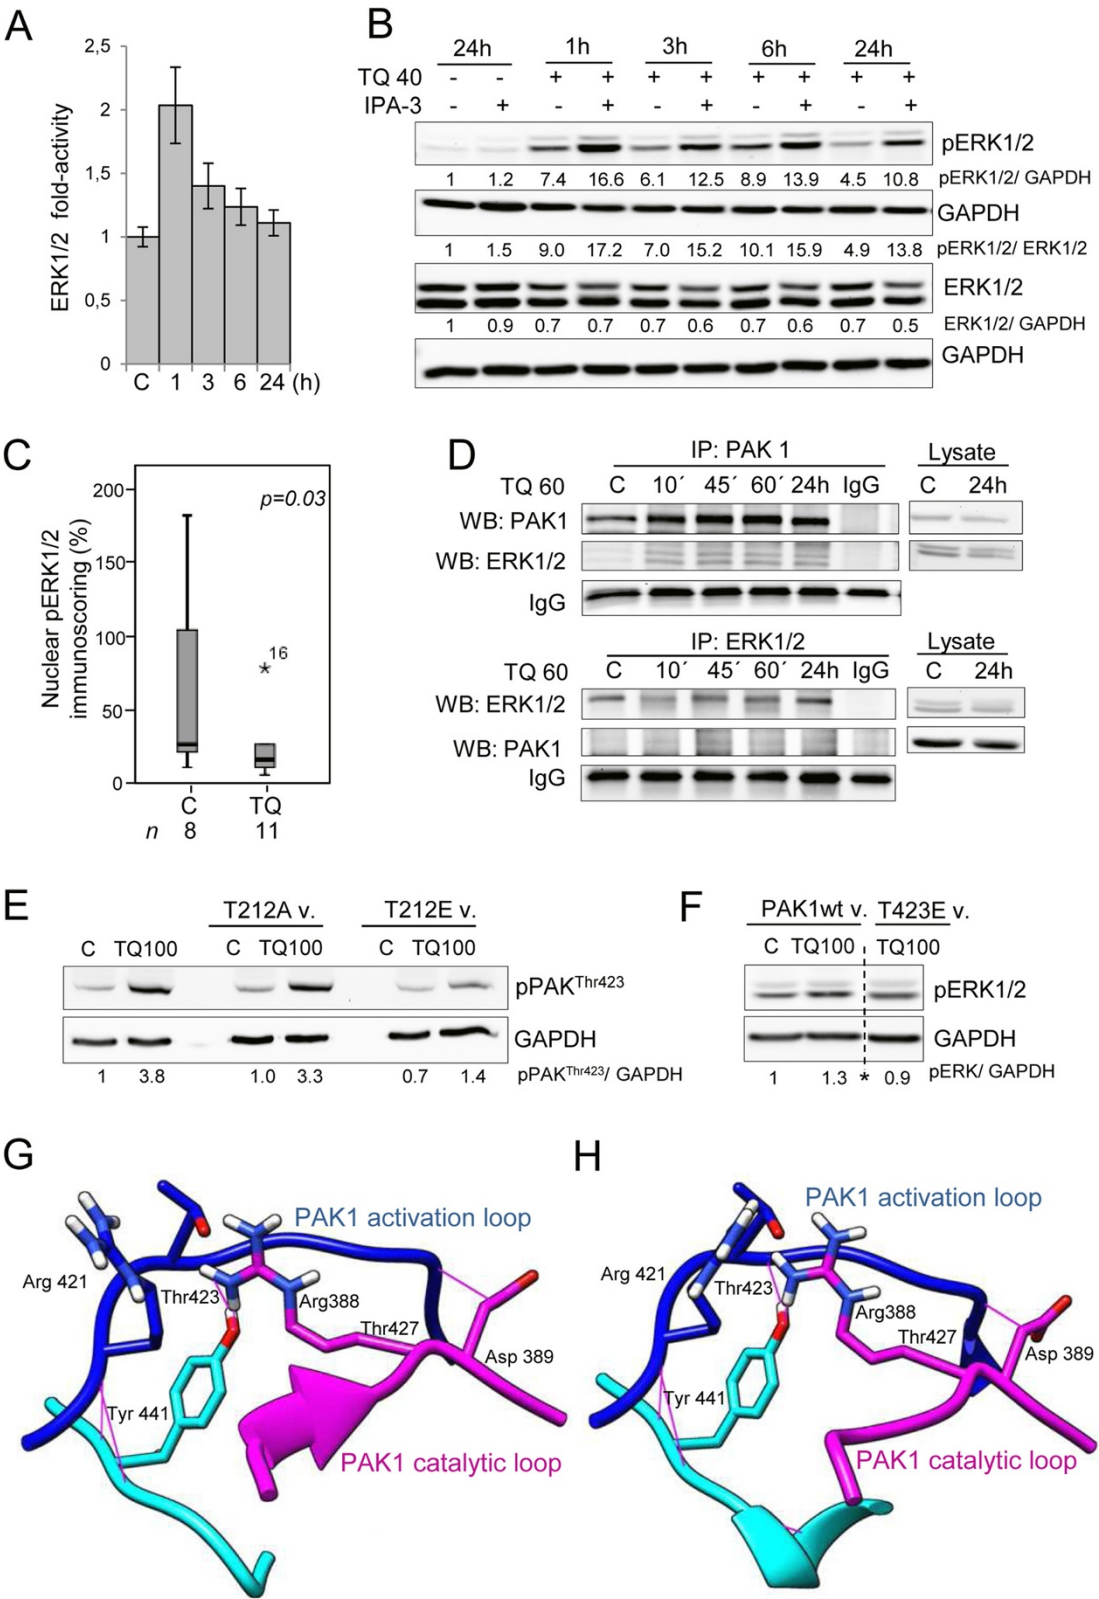 A
2,5
2
1,5
1
0,5
0
ERK1/2 fold-activity
C 1 3 6 24 (h)
B
24h 1h 3h 6h 24h
TQ 40 - - + + + + + + + +
IPA-3 - + - + - + - + - +
pERK1/2
1 1.2 7.4 16.6 6.1 12.5 8.9 13.9 4.5 10.8 pERK1/2/ GAPDH
GAPDH
1 1.5 9.0 17.2 7.0 15.2 10.1 15.9 4.9 13.8 pERK1/2/ ERK1/2
ERK1/2
1 0.9 0.7 0.7 0.7 0.6 0.7 0.6 0.7 0.5 ERK1/2/ GAPDH
GAPDH
C
Nuclear pERK1/2
immunoscoring (%)
200
150
100
50
0
p=0.03
*16
C TQ
n 8 11
D
IP: PAK 1 Lysate
TQ 60 C 10´ 45´ 60´ 24h IgG C 24h
WB: PAK1
WB: ERK1/2
IgG
IP: ERK1/2 Lysate
TQ 60 C 10´ 45´ 60´ 24h IgG C 24h
WB: ERK1/2
WB: PAK1
IgG
E
T212A v. T212E v.
C TQ100 C TQ100 C TQ100
pPAKThr423
GAPDH
1 3.8 1.0 3.3 0.7 1.4 pPAKThr423/ GAPDH
F
PAK1wt v. T423E v.
C TQ100 TQ100
pERK1/2
GAPDH
1 1.3 * 0.9 pERK/ GAPDH
G
PAK1 activation loop
Arg 421
Thr423
Arg388
Thr427
Asp 389
Tyr 441
PAK1 catalytic loop
H
PAK1 activation loop
Arg 421
Thr423
Arg388
Thr427
Asp 389
Tyr 441
PAK1 catalytic loop